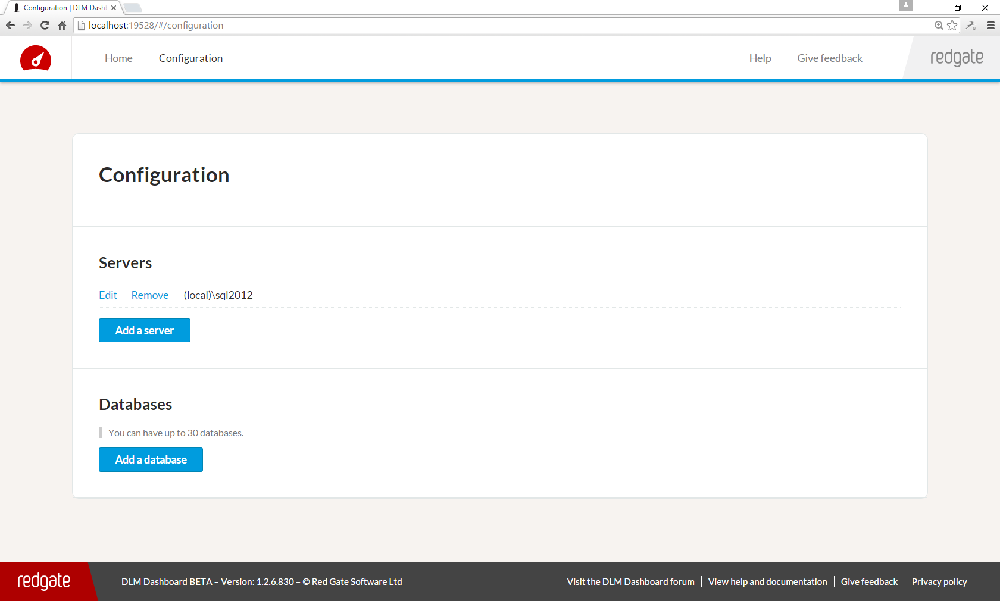 Configuration | DLM Dash
localhost:19528/#/configuration
Home Configuration Help Give feedback redgate
Configuration
Servers
Edit Remove (local)\sql2012
Add a server
Databases
You can have up to 30 databases.
Add a database
redgate DLM Dashboard BETA – Version: 1.2.6.830 – © Red Gate Software Ltd Visit the DLM Dashboard forum View help and documentation Give feedback Privacy policy